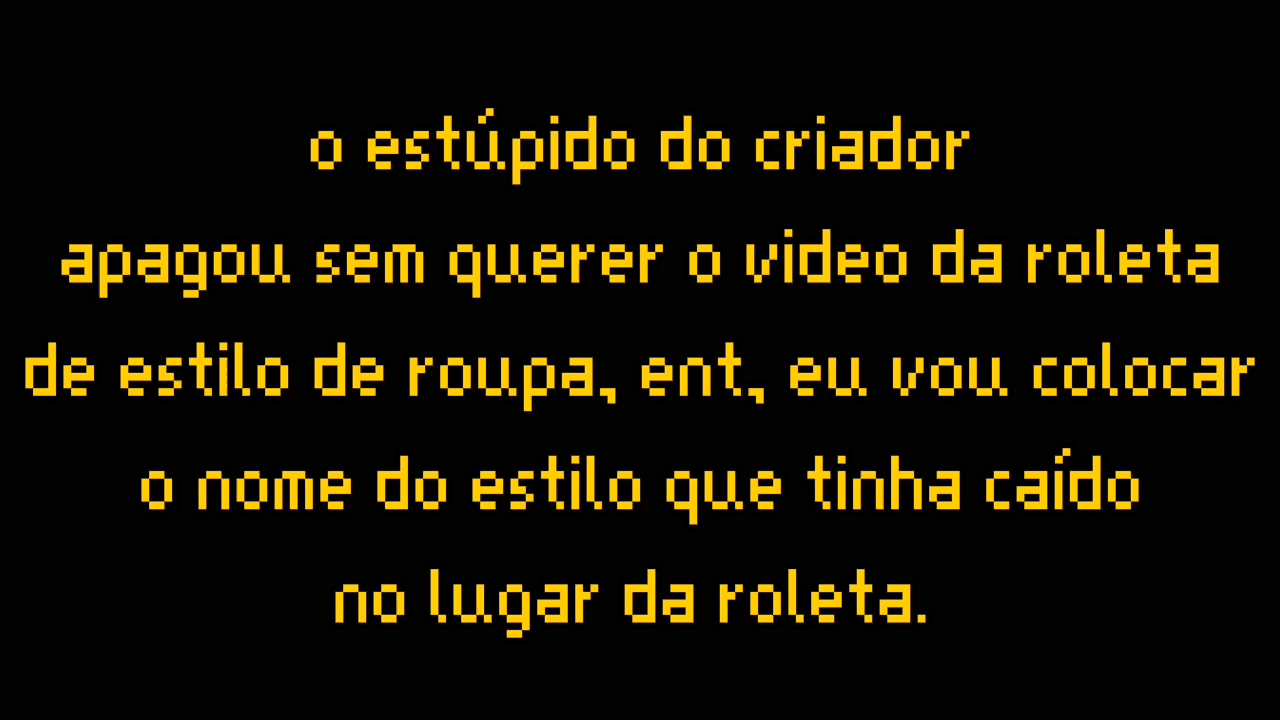 o estúpido do criador
apagou sem querer o video da roleta
de estilo de roupa, ent, eu vou colocar
o nome do estilo que tinha caído
no lugar da roleta.